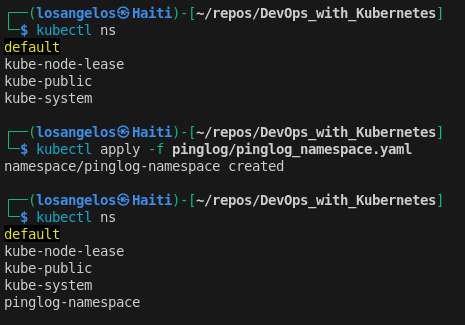 ┌──(losangelos㉿Haiti)-[~/repos/DevOps_with_Kubernetes]
└─$ kubectl ns
default
kube-node-lease
kube-public
kube-system
┌──(losangelos㉿Haiti)-[~/repos/DevOps_with_Kubernetes]
└─$ kubectl apply -f pinglog/pinglog_namespace.yaml
namespace/pinglog-namespace created
┌──(losangelos㉿Haiti)-[~/repos/DevOps_with_Kubernetes]
└─$ kubectl ns
default
kube-node-lease
kube-public
kube-system
pinglog-namespace